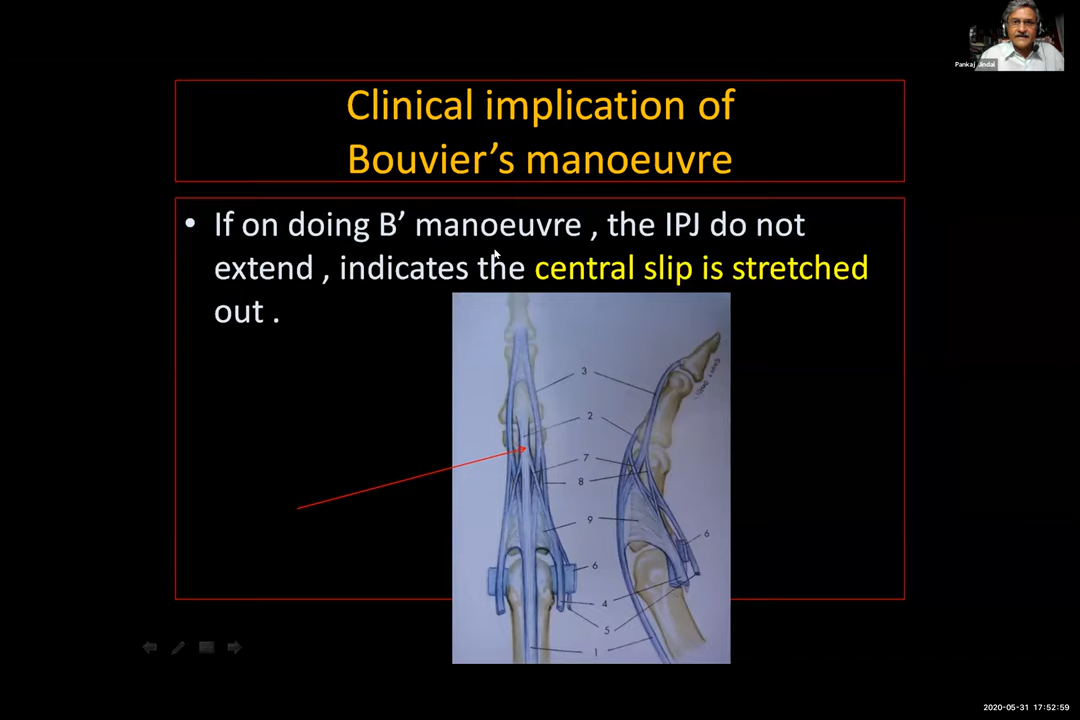 Pankaj Jindal
Clinical implication of
Bouvier’s manoeuvre
• If on doing B’ manoeuvre , the IPJ do not
extend , indicates the central slip is stretched
out .
3
2
7
8
9
6
6
4
5
1
2020-05-31 17:52:59